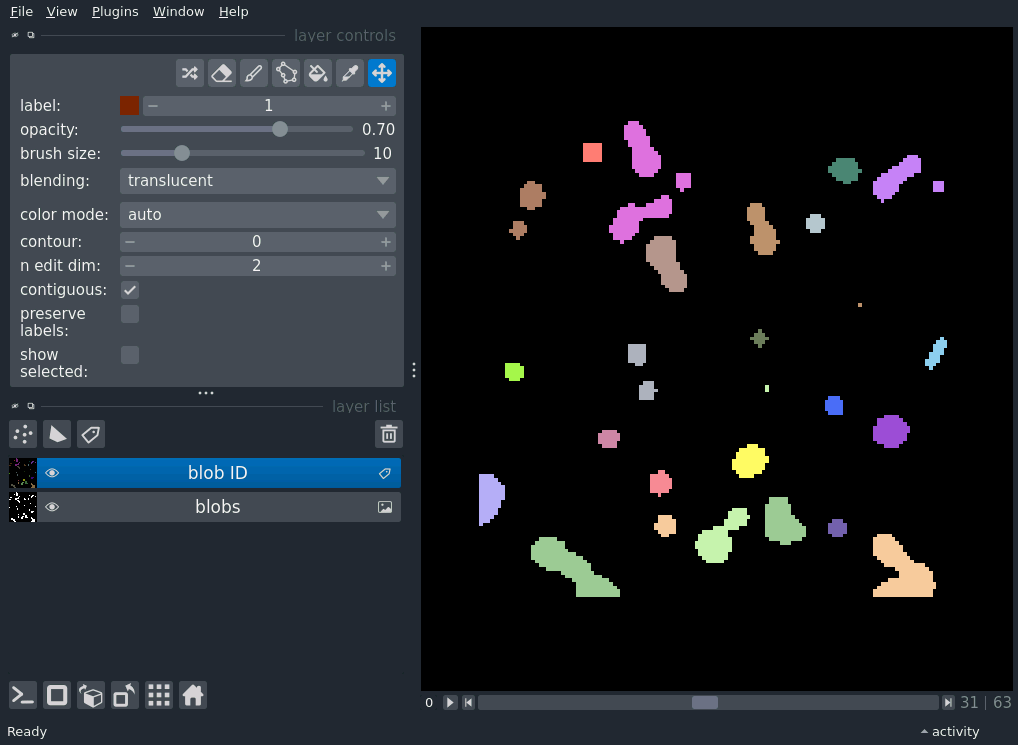 File View Plugins Window Help
layer controls
label: 1
opacity: 0.70
brush size: 10
blending: translucent
color mode: auto
contour: 0
n edit dim: 2
contiguous:
preserve
labels:
show
selected:
layer list
blob ID
blobs
0 31 | 63
Ready activity